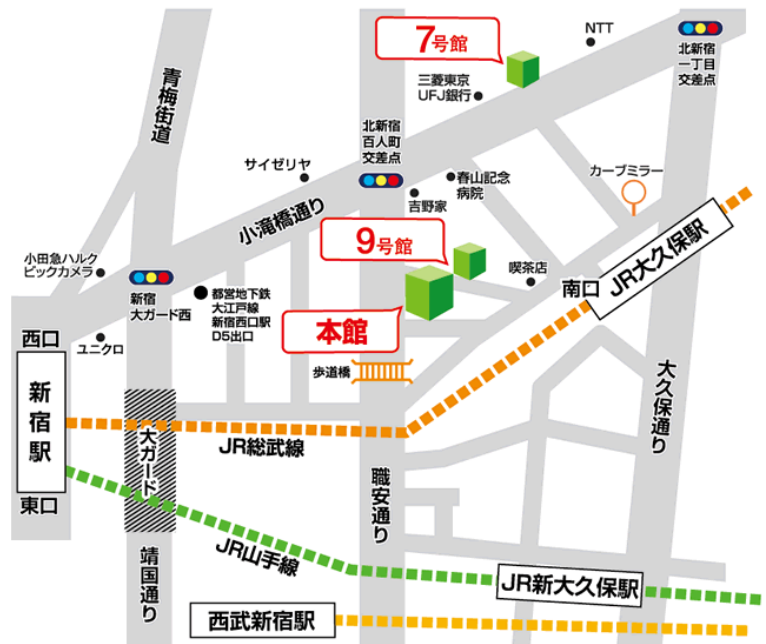 7号館
NTT
北新宿
一丁目
交差点
三菱東京
UFJ銀行
青梅街道
北新宿
百人町
交差点
サイゼリヤ
春山記念
病院
吉野家
カーブミラー
小滝橋通り
9号館
小田急ハルク
ビックカメラ
新宿
大ガード西
都営地下鉄
大江戸線
新宿西口駅
D5出口
喫茶店
南口
JR大久保駅
本館
西口
ユニクロ
歩道橋
新宿駅
大久保通り
大ガード
JR総武線
職安通り
東口
JR山手線
靖国通り
JR新大久保駅
西武新宿駅